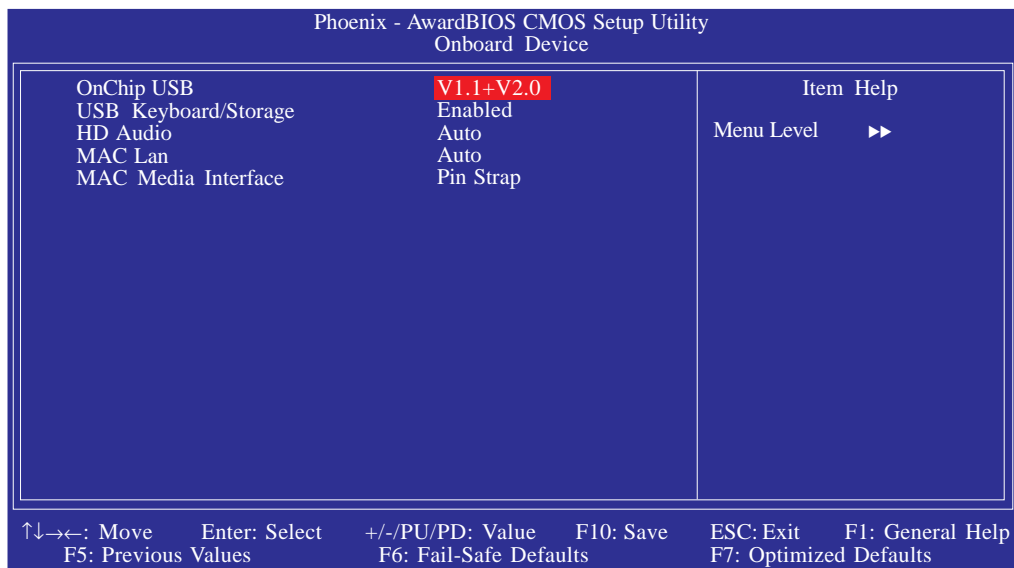 Phoenix - AwardBIOS CMOS Setup Utility
Onboard Device
OnChip USB V1.1+V2.0
USB Keyboard/Storage Enabled
HD Audio Auto
MAC Lan Auto
MAC Media Interface Pin Strap
Item Help
Menu Level ▸▸
↑↓→←: Move Enter: Select +/-/PU/PD: Value F10: Save ESC: Exit F1: General Help
F5: Previous Values F6: Fail-Safe Defaults F7: Optimized Defaults